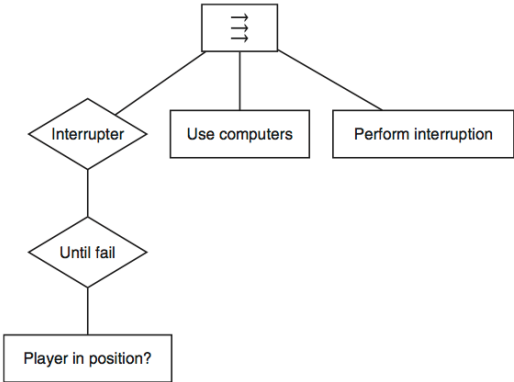 Interrupter
Use computers
Perform interruption
Until fail
Player in position?